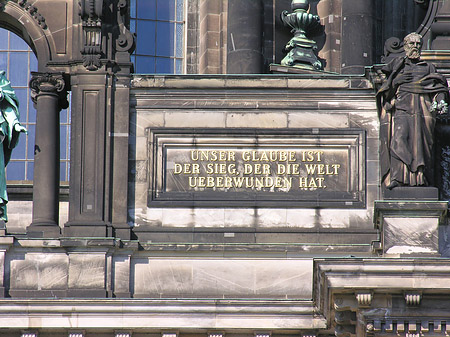 UNSER GLAUBE IST
DER SIEG, DER DIE WELT
UEBERWUNDEN HAT.